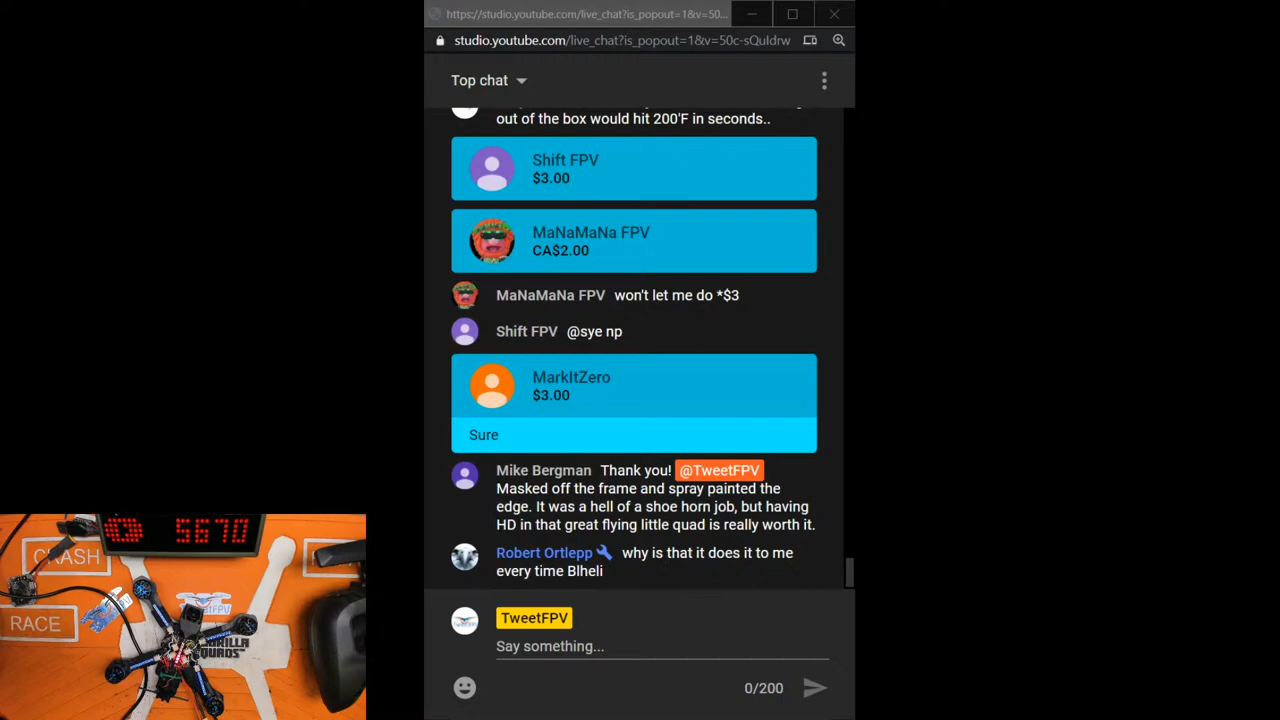 https://studio.youtube.com/live_chat?is_popout=1&v=50...
studio.youtube.com/live_chat?is_popout=1&v=50c-sQuIdrw
Top chat
out of the box would hit 200'F in seconds..
Shift FPV
$3.00
MaNaMaNa FPV
CA$2.00
MaNaMaNa FPV won't let me do *$3
Shift FPV @sye np
MarkItZero
$3.00
Sure
Mike Bergman Thank you! @TweetFPV
Masked off the frame and spray painted the
edge. It was a hell of a shoe horn job, but having
HD in that great flying little quad is really worth it.
Robert Ortlepp why is that it does it to me
every time Blheli
TweetFPV
Say something...
0/200
5670
CRASH
RACE